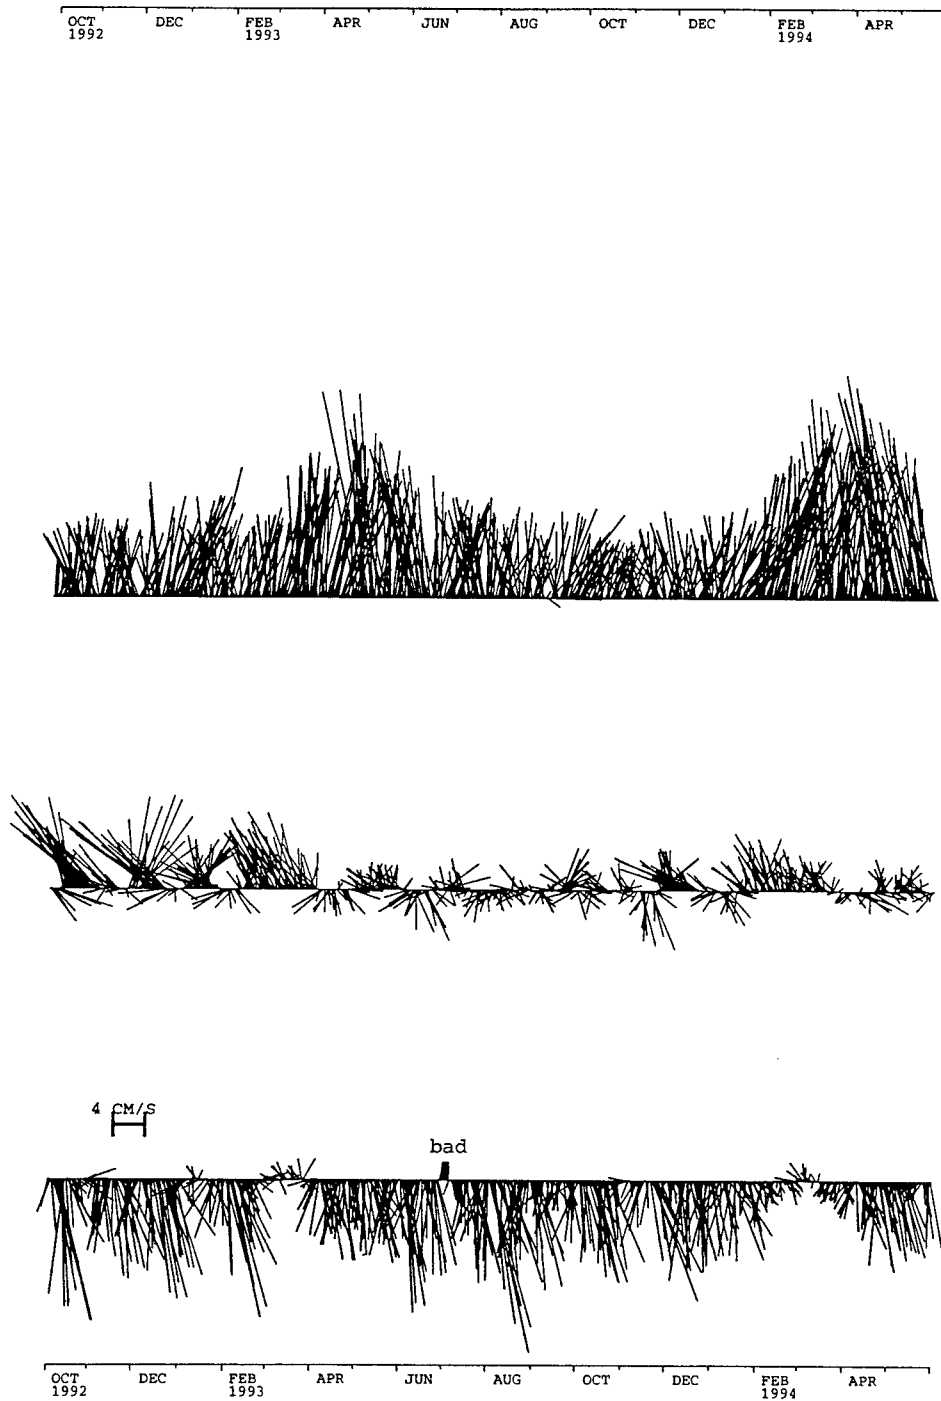 OCT DEC FEB APR JUN AUG OCT DEC FEB APR
1992 1993 1994
4 CM/S
bad
OCT DEC FEB APR JUN AUG OCT DEC FEB APR
1992 1993 1994